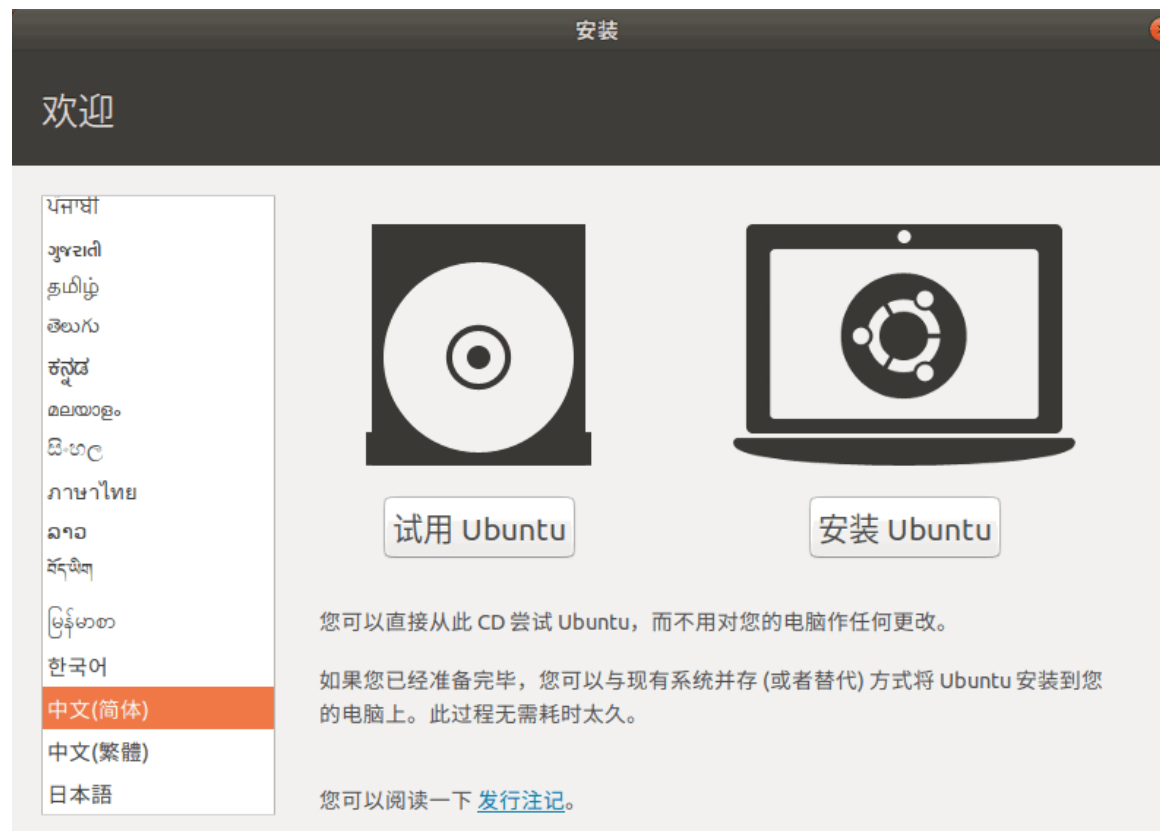 安装
欢迎
ਪੰਜਾਬੀ
ગુજરાતી
தமிழ்
తెలుగు
ಕನ್ನಡ
മലയാളം
සිංහල
ภาษาไทย
ລາວ
བོད་ཡིག
မြန်မာစာ
한국어
中文(简体)
中文(繁體)
日本語
试用 Ubuntu
安装 Ubuntu
您可以直接从此 CD 尝试 Ubuntu，而不用对您的电脑作任何更改。
如果您已经准备完毕，您可以与现有系统并存 (或者替代) 方式将 Ubuntu 安装到您
的电脑上。此过程无需耗时太久。
您可以阅读一下 发行注记。